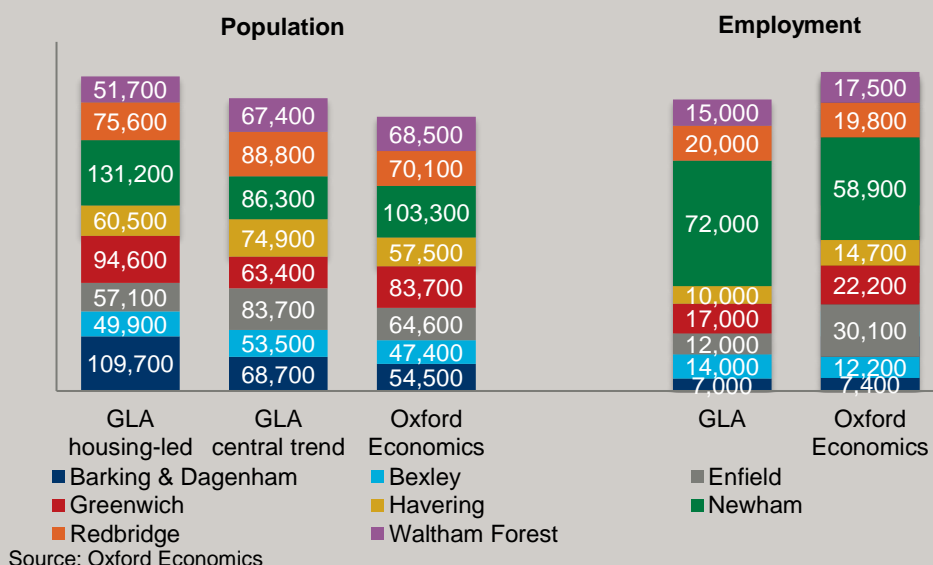 Population
Employment
51,700
75,600
131,200
60,500
94,600
57,100
49,900
109,700
67,400
88,800
86,300
74,900
63,400
83,700
53,500
68,700
68,500
70,100
103,300
57,500
83,700
64,600
47,400
54,500
15,000
20,000
72,000
10,000
17,000
12,000
14,000
7,000
17,500
19,800
58,900
14,700
22,200
30,100
12,200
7,400
GLA
housing-led
GLA
central trend
Oxford
Economics
GLA
Oxford
Economics
Barking & Dagenham
Bexley
Enfield
Greenwich
Havering
Newham
Redbridge
Waltham Forest
Source: Oxford Economics